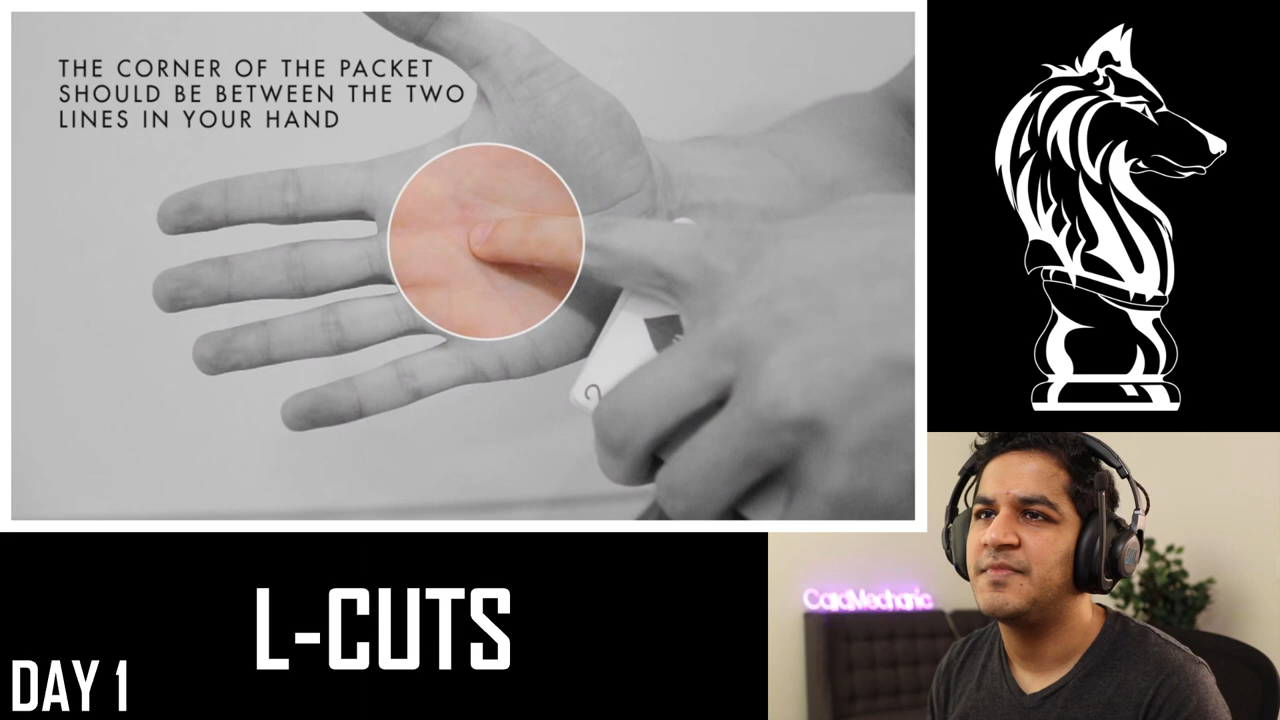 THE CORNER OF THE PACKET
SHOULD BE BETWEEN THE TWO
LINES IN YOUR HAND
CardMechanic
L-CUTS
DAY 1